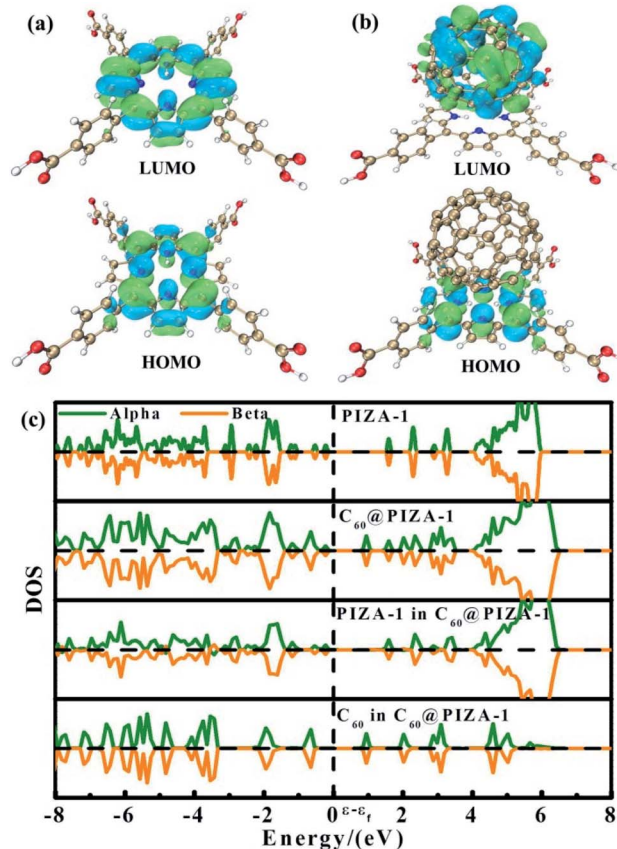 (a)
(b)
LUMO
LUMO
HOMO
HOMO
(c)
Alpha
Beta
PIZA-1
C₆₀@PIZA-1
PIZA-1 in C₆₀@PIZA-1
C₆₀ in C₆₀@PIZA-1
DOS
-8 -6 -4 -2 0 ε-εf 2 4 6 8
Energy/(eV)